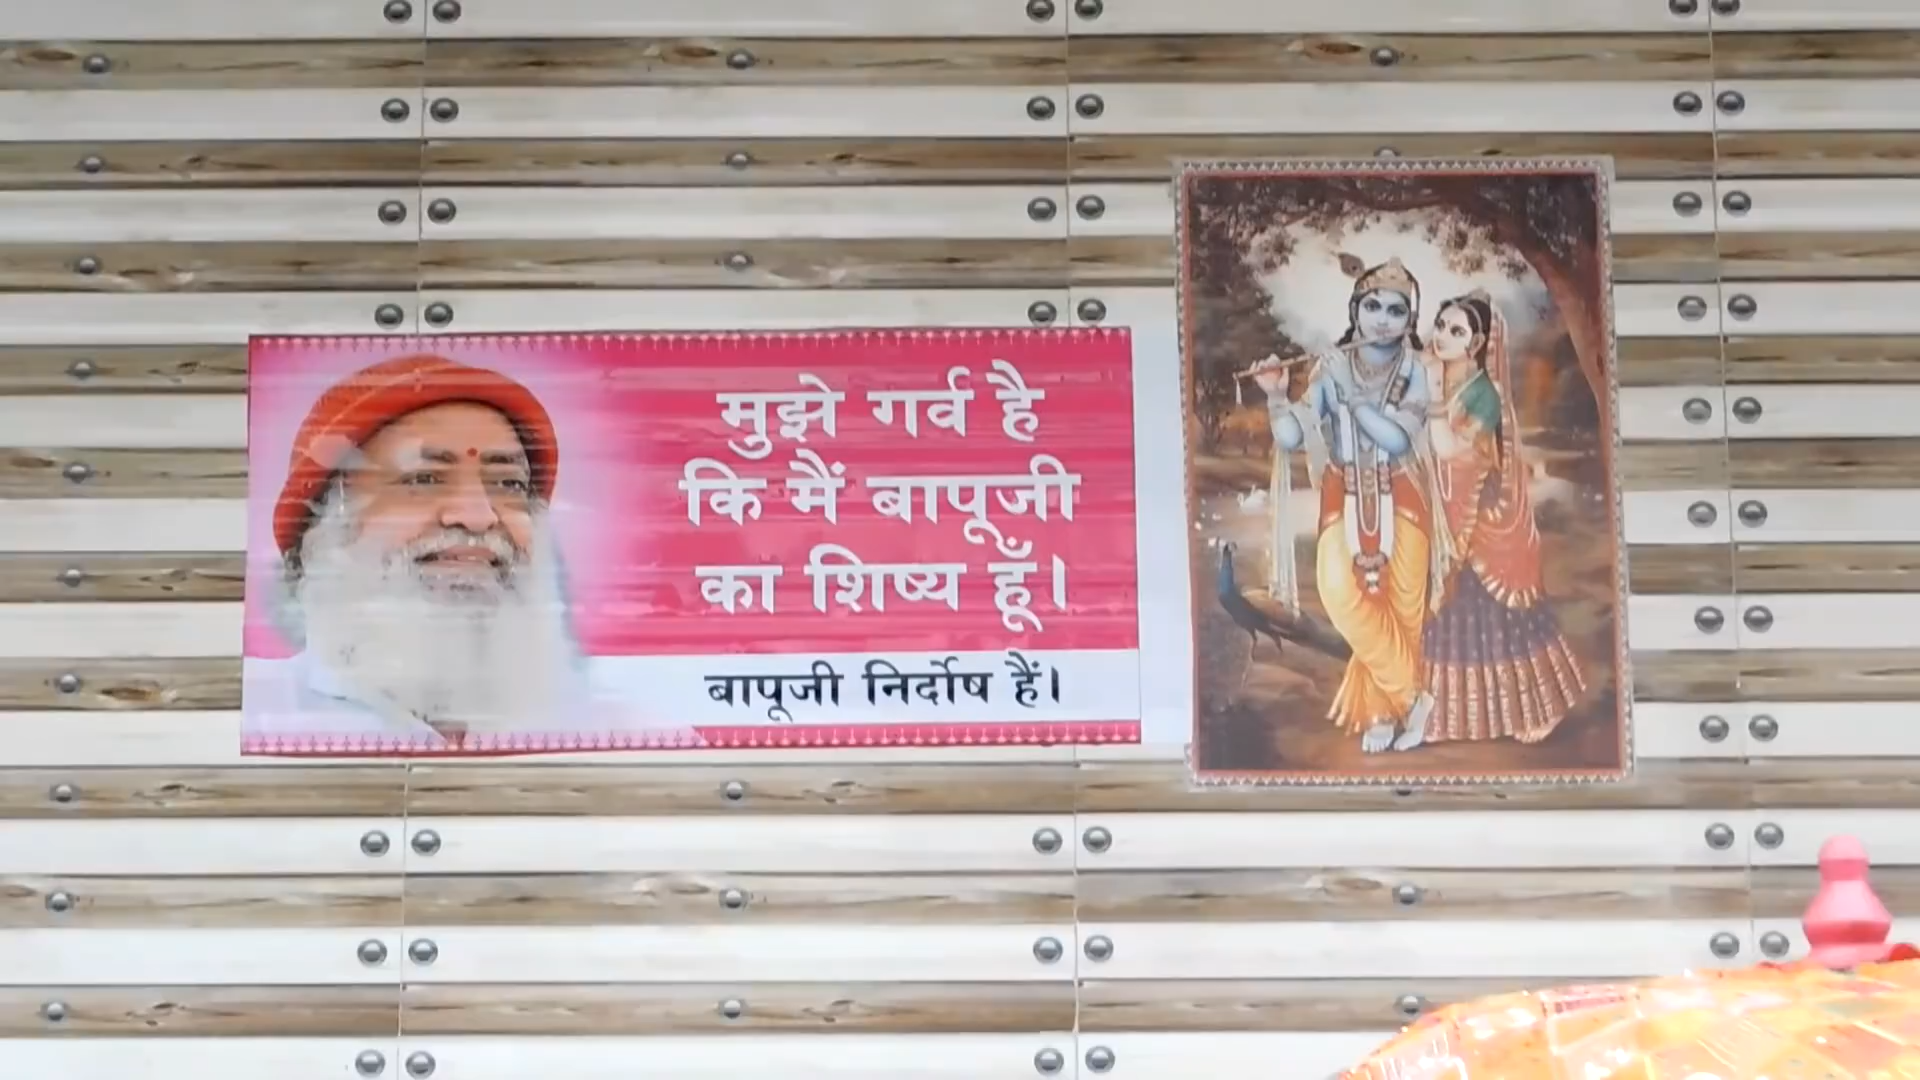 मुझे गर्व है
कि मैं बापूजी
का शिष्य हूँ।
बापूजी निर्दोष हैं।